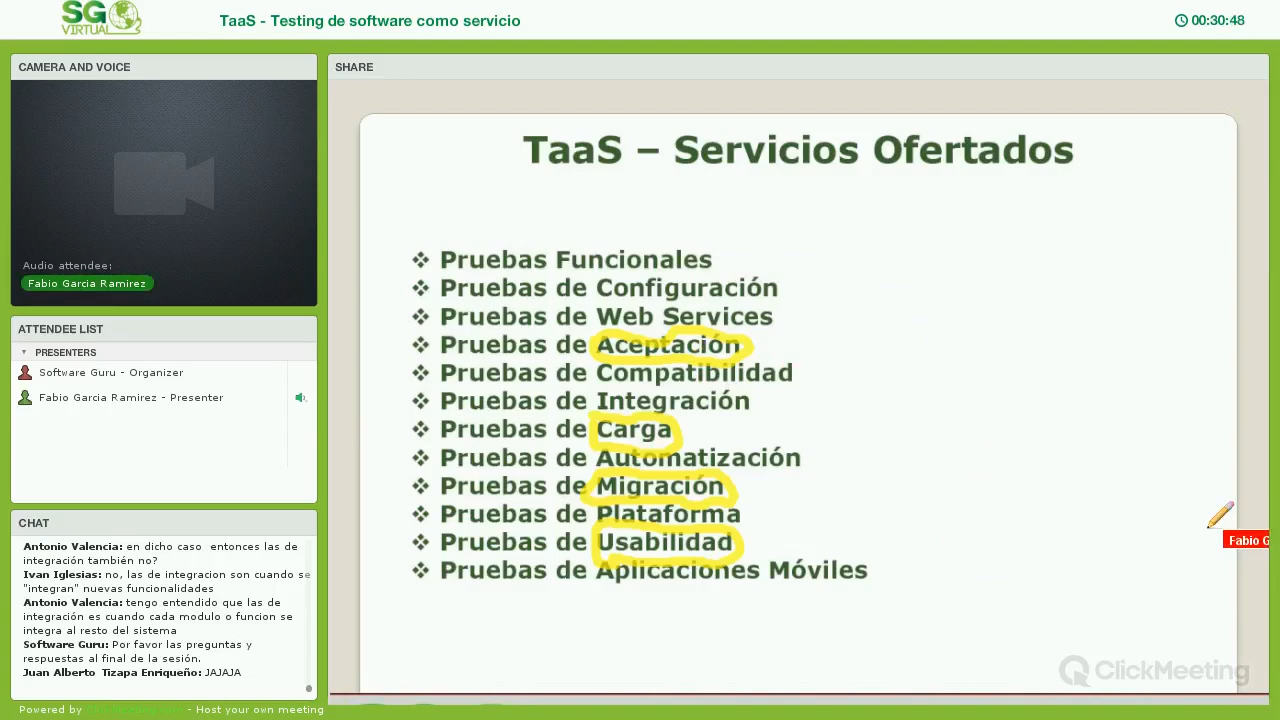 SG
VIRTUAL
TaaS - Testing de software como servicio
00:30:48
CAMERA AND VOICE
Audio attendee:
Fabio Garcia Ramirez
ATTENDEE LIST
PRESENTERS
Software Guru - Organizer
Fabio Garcia Ramirez - Presenter
CHAT
Antonio Valencia: en dicho caso entonces las de
integración también no?
Ivan Iglesias: no, las de integracion son cuando se
"integran" nuevas funcionalidades
Antonio Valencia: tengo entendido que las de
integración es cuando cada modulo o funcion se
integra al resto del sistema
Software Guru: Por favor las preguntas y
respuestas al final de la sesión.
Juan Alberto Tizapa Enriqueño: JAJAJA
Powered by ClickMeeting.com - Host your own meeting
SHARE
TaaS – Servicios Ofertados
❖ Pruebas Funcionales
❖ Pruebas de Configuración
❖ Pruebas de Web Services
❖ Pruebas de Aceptación
❖ Pruebas de Compatibilidad
❖ Pruebas de Integración
❖ Pruebas de Carga
❖ Pruebas de Automatización
❖ Pruebas de Migración
❖ Pruebas de Plataforma
❖ Pruebas de Usabilidad
❖ Pruebas de Aplicaciones Móviles
Fabio G
ClickMeeting